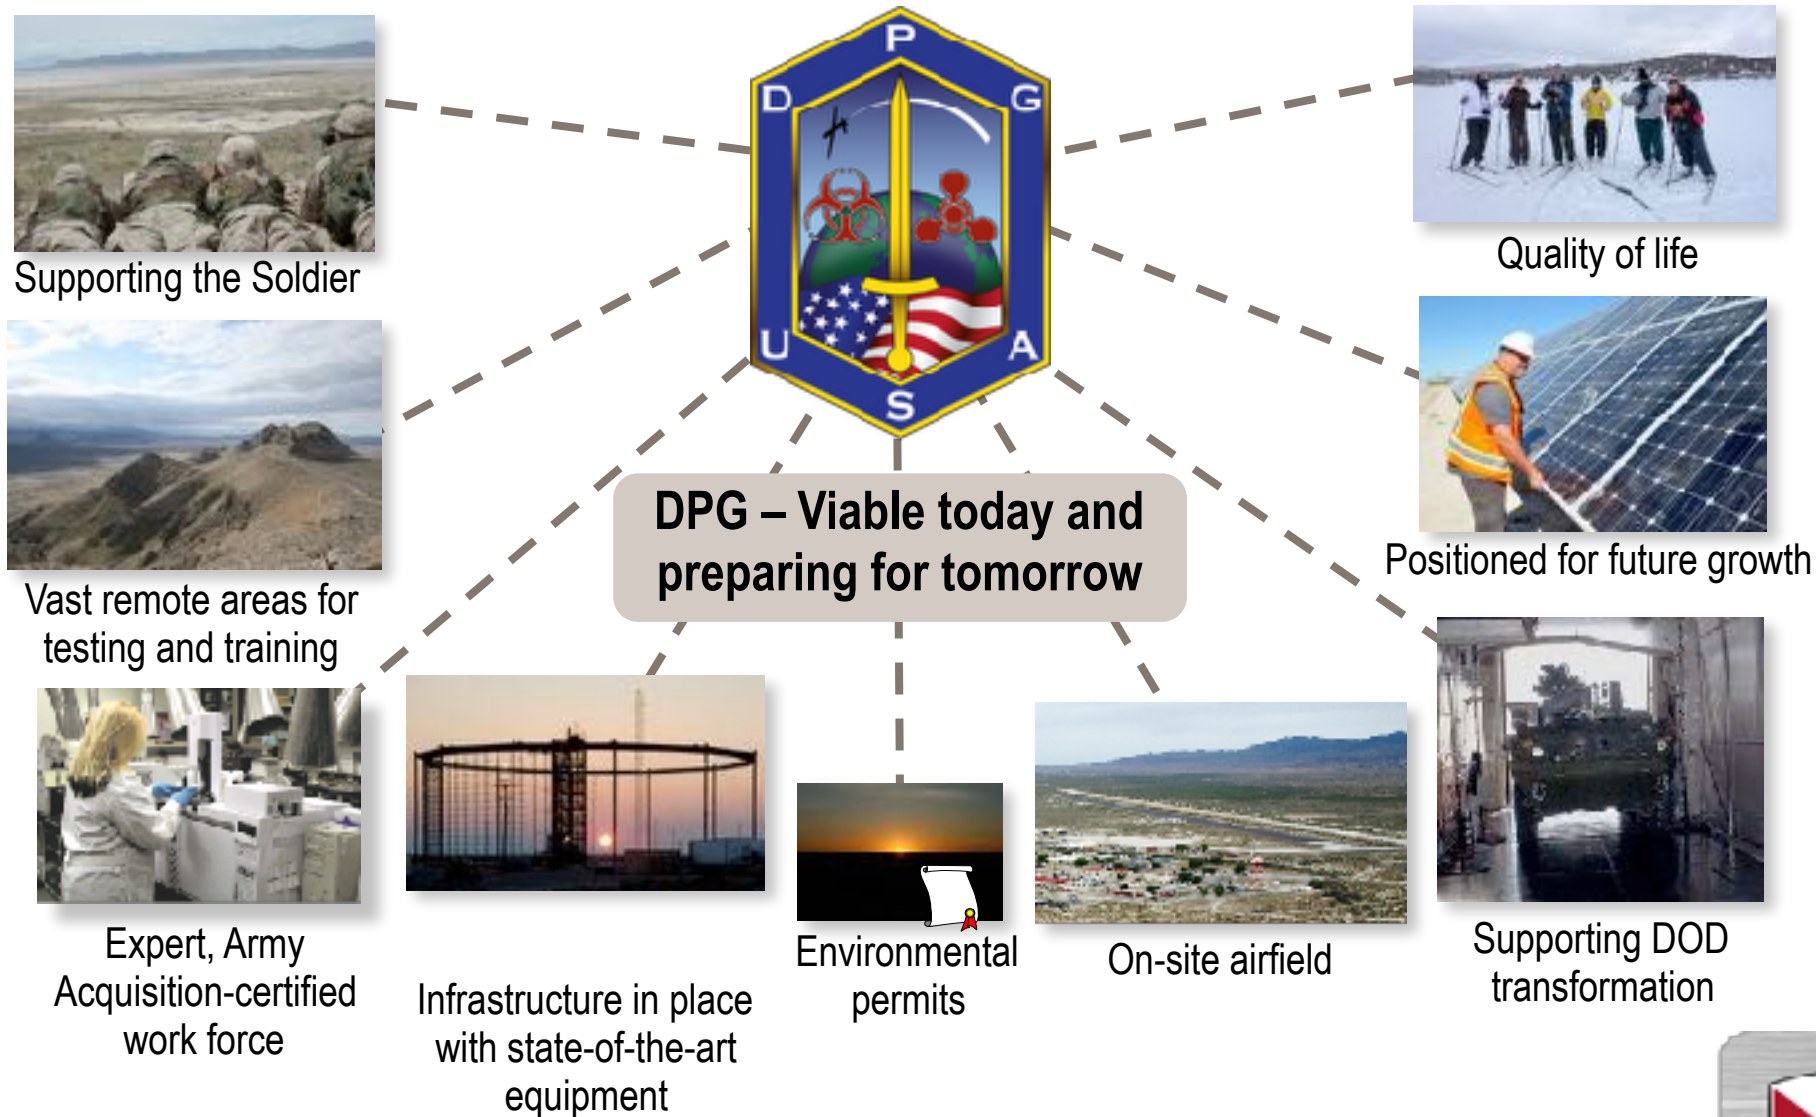 P
D
G
U
A
S
Supporting the Soldier
Quality of life
DPG – Viable today and
preparing for tomorrow
Vast remote areas for
testing and training
Positioned for future growth
Expert, Army
Acquisition-certified
work force
Infrastructure in place
with state-of-the-art
equipment
Environmental
permits
On-site airfield
Supporting DOD
transformation